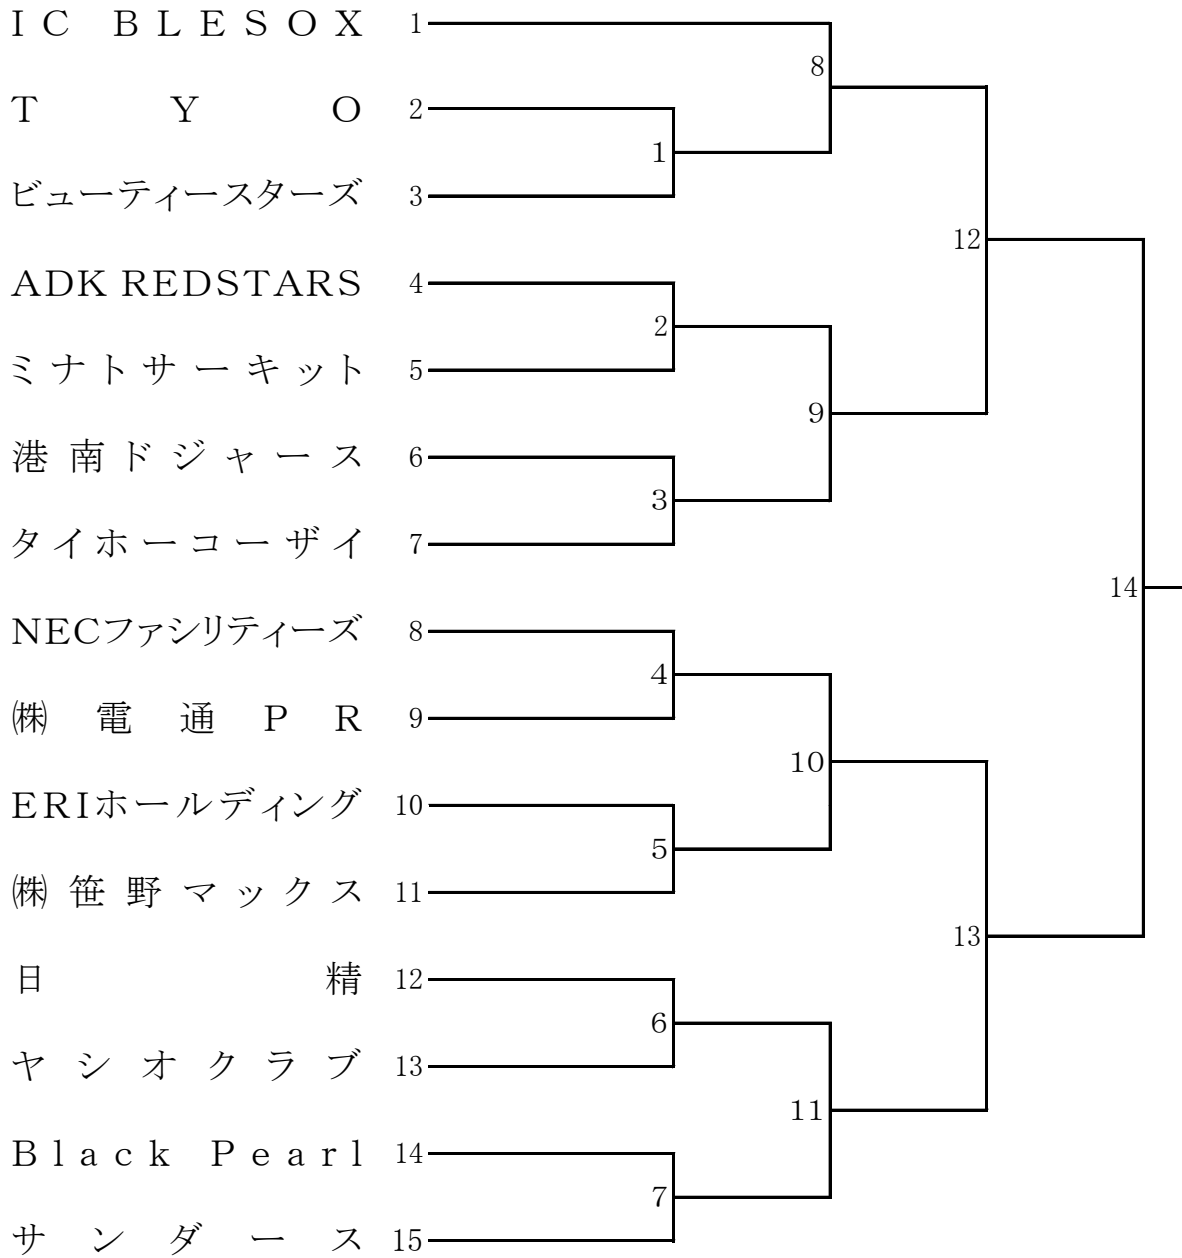 IC BLESOX 1
8
TYO 2
1
ビューティースターズ 3
12
ADK REDSTARS 4
2
ミナトサーキット 5
9
港南ドジャース 6
3
タイホーコーザイ 7
14
NECファシリティーズ 8
4
㈱電通PR 9
10
ERIホールディング 10
5
㈱笹野マックス 11
13
日精 12
6
ヤシオクラブ 13
11
Black Pearl 14
7
サンダース 15